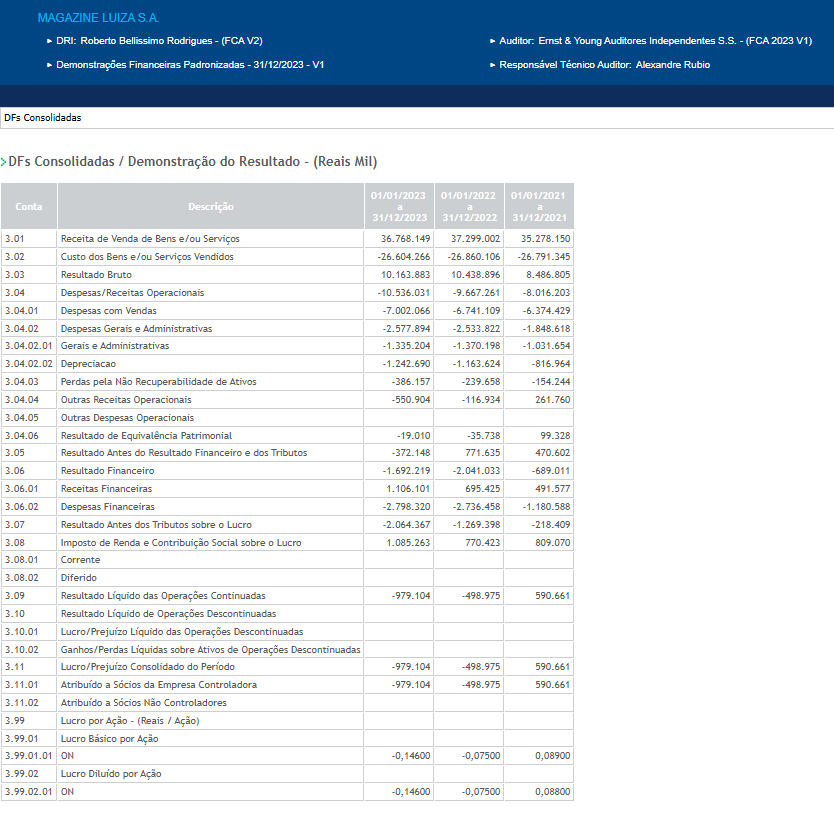 MAGAZINE LUIZA S.A.
► DRI: Roberto Bellissimo Rodrigues - (FCA V2) ► Auditor: Ernst & Young Auditores Independentes S.S. - (FCA 2023 V1)
► Demonstrações Financeiras Padronizadas - 31/12/2023 - V1 ► Responsável Técnico Auditor: Alexandre Rubio
DFs Consolidadas
>DFs Consolidadas / Demonstração do Resultado - (Reais Mil)
Conta Descrição 01/01/2023 a 31/12/2023 01/01/2022 a 31/12/2022 01/01/2021 a 31/12/2021
3.01 Receita de Venda de Bens e/ou Serviços 36.768.149 37.299.002 35.278.150
3.02 Custo dos Bens e/ou Serviços Vendidos -26.604.266 -26.860.106 -26.791.345
3.03 Resultado Bruto 10.163.883 10.438.896 8.486.805
3.04 Despesas/Receitas Operacionais -10.536.031 -9.667.261 -8.016.203
3.04.01 Despesas com Vendas -7.002.066 -6.741.109 -6.374.429
3.04.02 Despesas Gerais e Administrativas -2.577.894 -2.533.822 -1.848.618
3.04.02.01 Gerais e Administrativas -1.335.204 -1.370.198 -1.031.654
3.04.02.02 Depreciacao -1.242.690 -1.163.624 -816.964
3.04.03 Perdas pela Não Recuperabilidade de Ativos -386.157 -239.658 -154.244
3.04.04 Outras Receitas Operacionais -550.904 -116.934 261.760
3.04.05 Outras Despesas Operacionais
3.04.06 Resultado de Equivalência Patrimonial -19.010 -35.738 99.328
3.05 Resultado Antes do Resultado Financeiro e dos Tributos -372.148 771.635 470.602
3.06 Resultado Financeiro -1.692.219 -2.041.033 -689.011
3.06.01 Receitas Financeiras 1.106.101 695.425 491.577
3.06.02 Despesas Financeiras -2.798.320 -2.736.458 -1.180.588
3.07 Resultado Antes dos Tributos sobre o Lucro -2.064.367 -1.269.398 -218.409
3.08 Imposto de Renda e Contribuição Social sobre o Lucro 1.085.263 770.423 809.070
3.08.01 Corrente
3.08.02 Diferido
3.09 Resultado Líquido das Operações Continuadas -979.104 -498.975 590.661
3.10 Resultado Líquido de Operações Descontinuadas
3.10.01 Lucro/Prejuízo Líquido das Operações Descontinuadas
3.10.02 Ganhos/Perdas Líquidas sobre Ativos de Operações Descontinuadas
3.11 Lucro/Prejuízo Consolidado do Período -979.104 -498.975 590.661
3.11.01 Atribuído a Sócios da Empresa Controladora -979.104 -498.975 590.661
3.11.02 Atribuído a Sócios Não Controladores
3.99 Lucro por Ação - (Reais / Ação)
3.99.01 Lucro Básico por Ação
3.99.01.01 ON -0,14600 -0,07500 0,08900
3.99.02 Lucro Diluído por Ação
3.99.02.01 ON -0,14600 -0,07500 0,08800